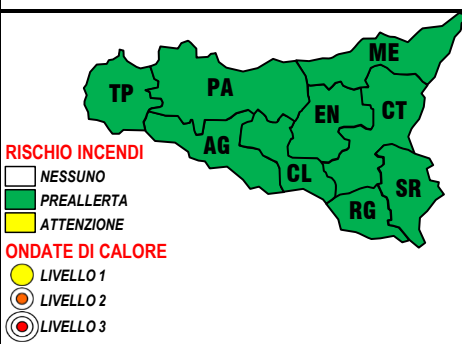 ME
TP
PA
EN
CT
AG
CL
SR
RG
RISCHIO INCENDI
NESSUNO
PREALLERTA
ATTENZIONE
ONDATE DI CALORE
LIVELLO 1
LIVELLO 2
LIVELLO 3